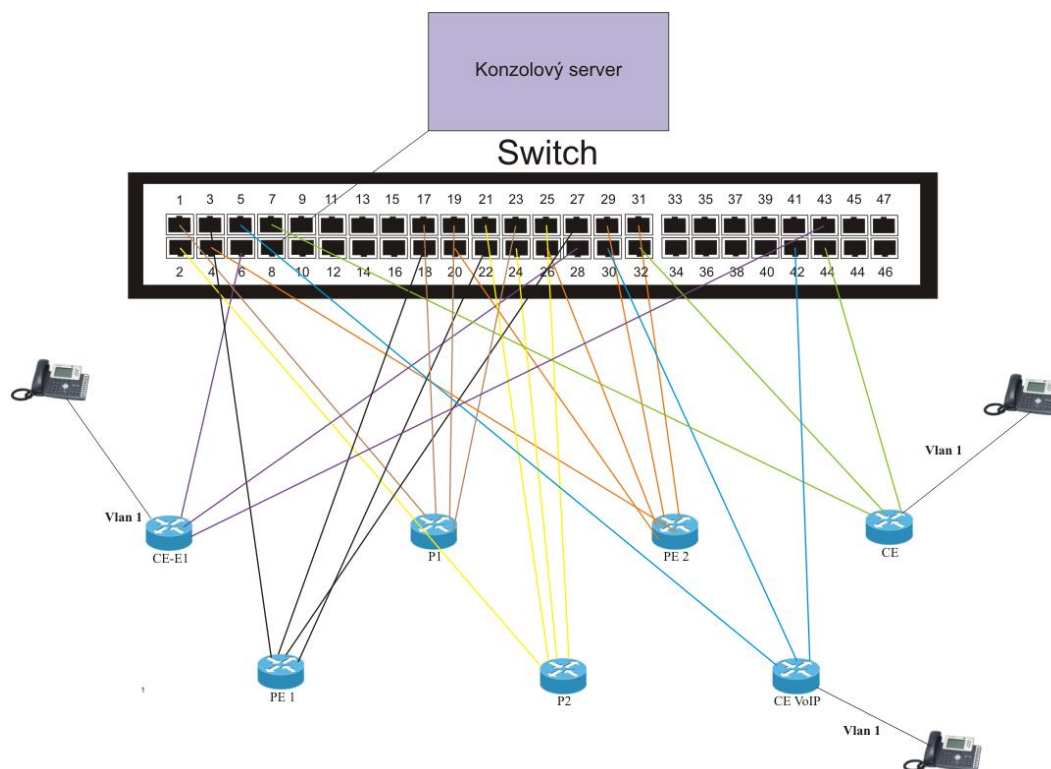 Konzolový server
Switch
1 3 5 7 9 11 13 15 17 19 21 23 25 27 29 31 33 35 37 39 41 43 45 47
2 4 6 8 10 12 14 16 18 20 22 24 26 28 30 32 34 36 38 40 42 44 44 46
Vlan 1
Vlan 1
CE-E1
P1
PE 2
CE
PE 1
P2
CE VoIP
1
Vlan 1